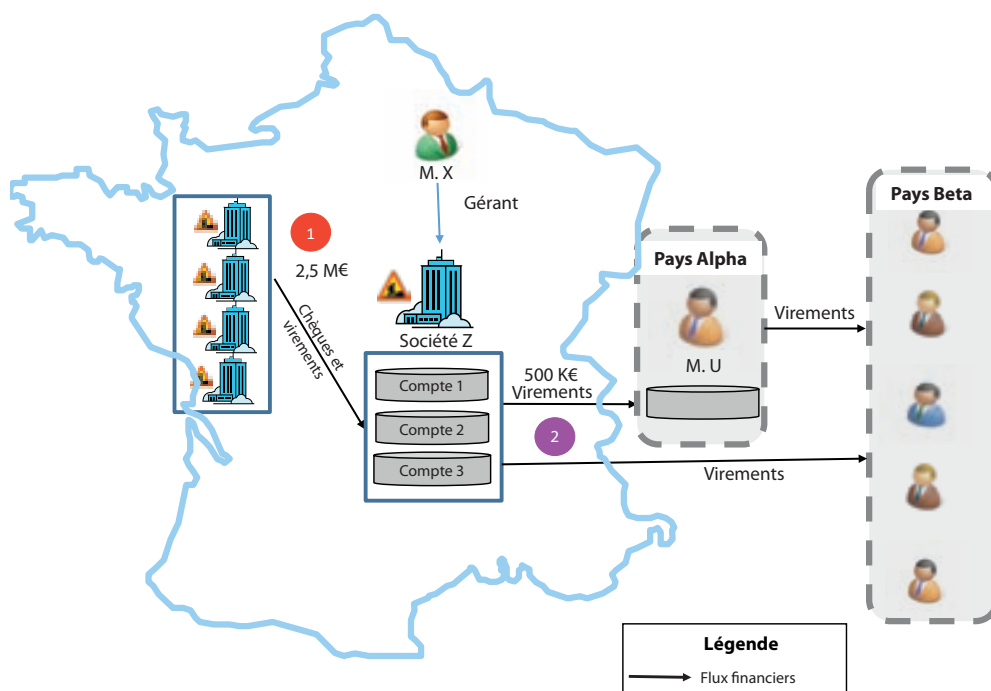 M. X
Gérant
1
2,5 M€
Chèques et
virements
Société Z
Compte 1
Compte 2
Compte 3
500 K€
Virements
2
Pays Alpha
M. U
Virements
Virements
Pays Beta
Légende
Flux financiers